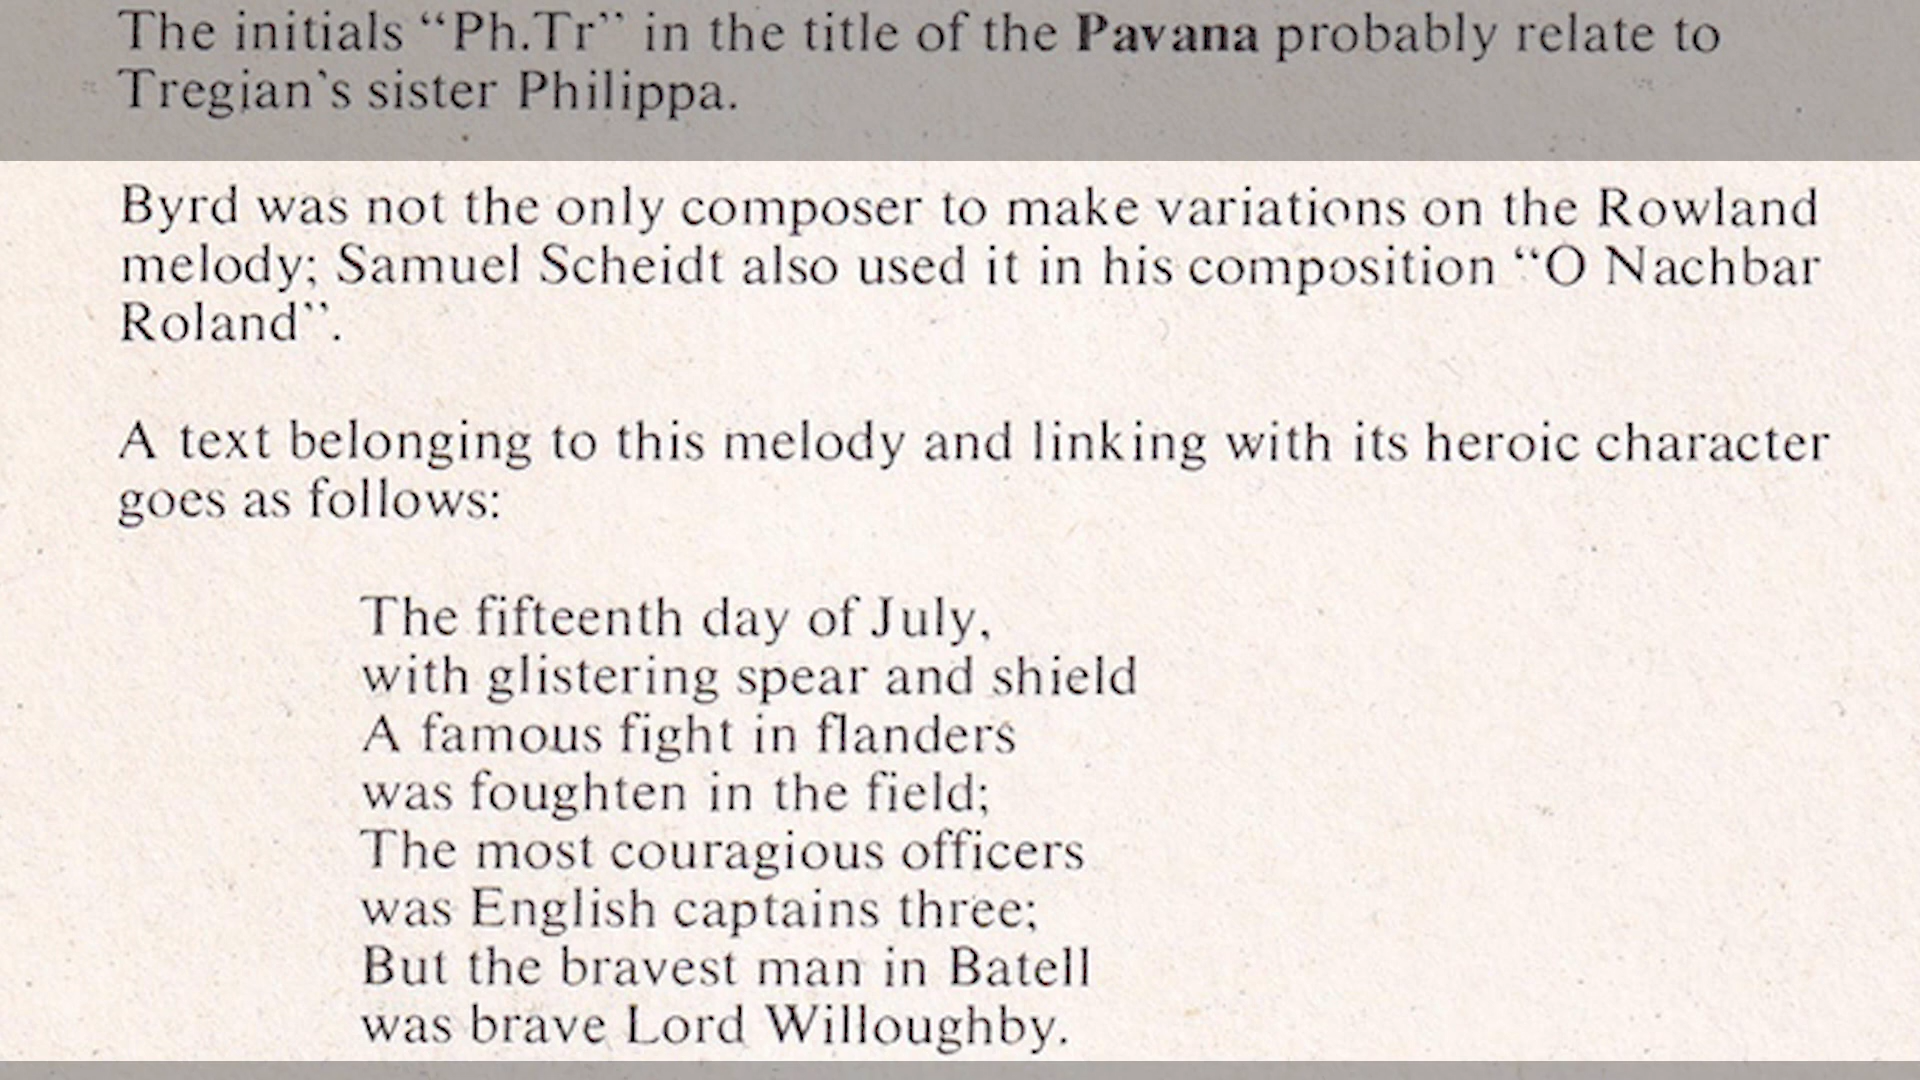 The initials “Ph.Tr” in the title of the Pavana probably relate to
Tregian’s sister Philippa.
Byrd was not the only composer to make variations on the Rowland
melody; Samuel Scheidt also used it in his composition “O Nachbar
Roland”.
A text belonging to this melody and linking with its heroic character
goes as follows:
The fifteenth day of July,
with glistering spear and shield
A famous fight in flanders
was foughten in the field;
The most couragious officers
was English captains three;
But the bravest man in Batell
was brave Lord Willoughby.